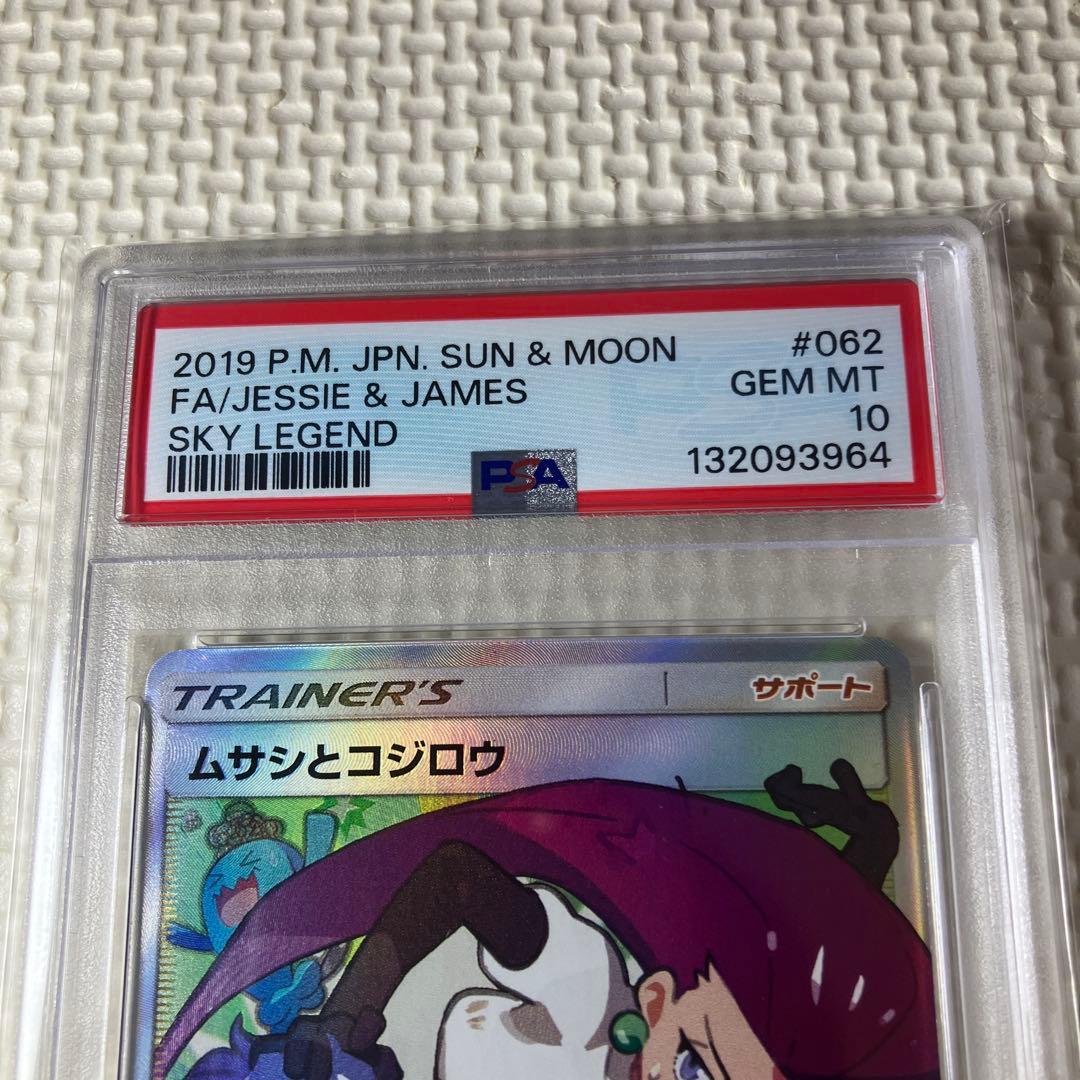 2019 P.M. JPN. SUN & MOON #062
FA/JESSIE & JAMES GEM MT
SKY LEGEND 10
PSA 132093964
TRAINER'S サポート
ムサシとコジロウ